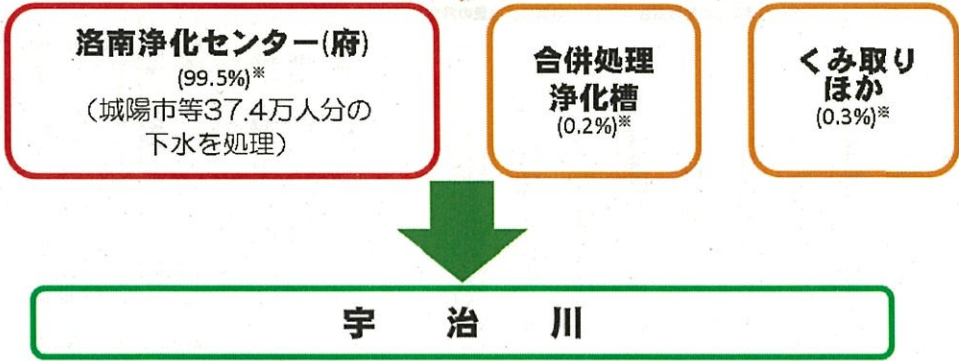 洛南浄化センター(府)
(99.5%)※
（城陽市等37.4万人分の
下水を処理）
合併処理
浄化槽
(0.2%)※
くみ取り
ほか
(0.3%)※
宇　治　川